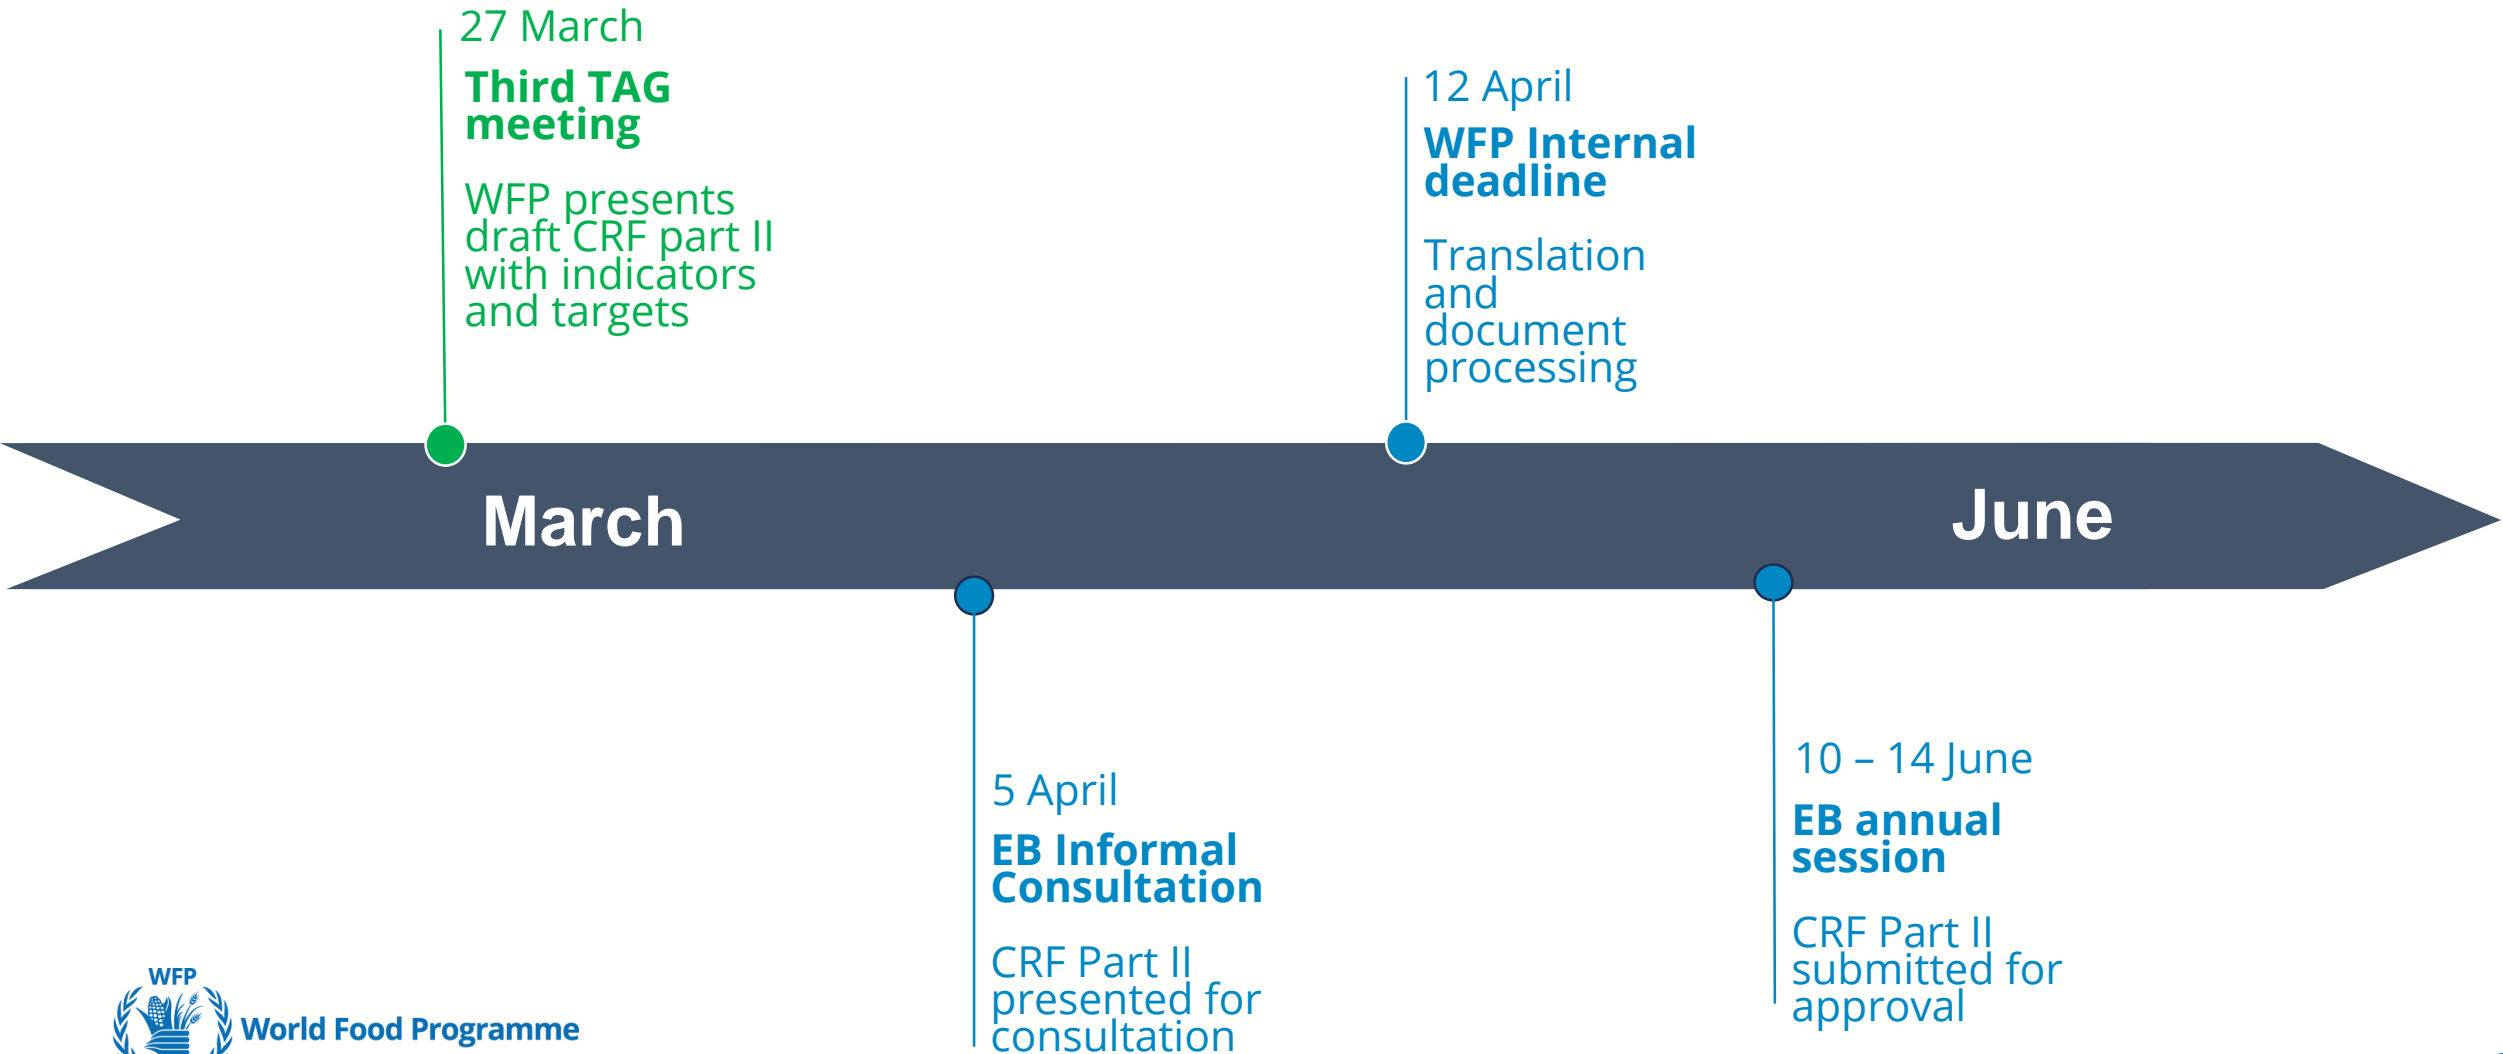 27 March
Third TAG
meeting
WFP presents
draft CRF part II
with indicators
and targets
12 April
WFP Internal
deadline
Translation
and
document
processing
March
June
5 April
EB Informal
Consultation
CRF Part II
presented for
consultation
10 – 14 June
EB annual
session
CRF Part II
submitted for
approval
WFP
World Food Programme